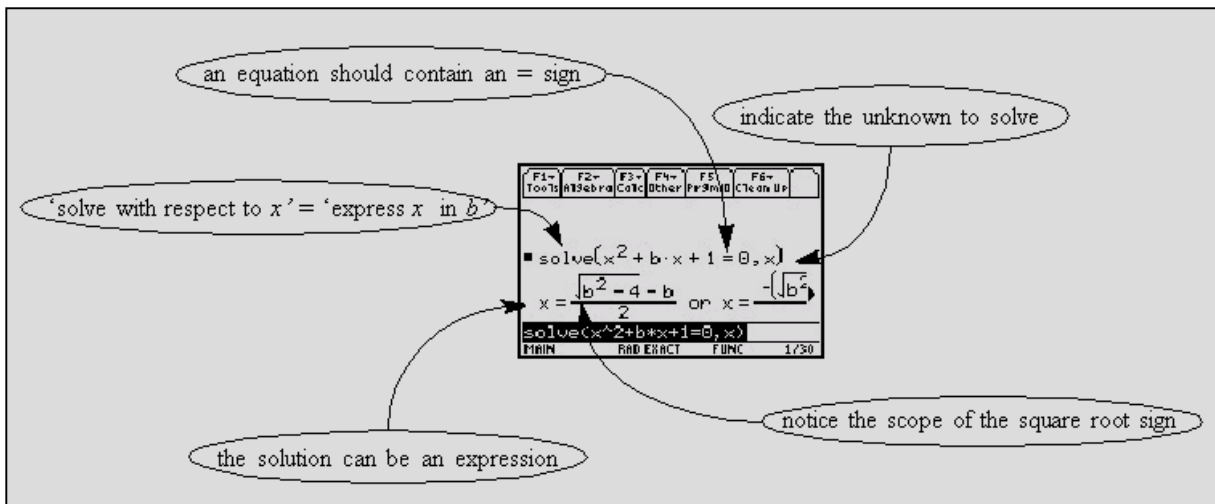 an equation should contain an = sign
indicate the unknown to solve
F1▾ Tools F2▾ Algebra F3▾ Calc F4▾ Other F5 PrgmIO F6▾ Clean Up
'solve with respect to x' = 'express x in b'
▪ solve(x² + b·x + 1 = 0, x)
x = (√(b² − 4) − b)/2 or x = −(√b²
solve(x^2+b*x+1=0,x)
MAIN RAD EXACT FUNC 1/30
notice the scope of the square root sign
the solution can be an expression